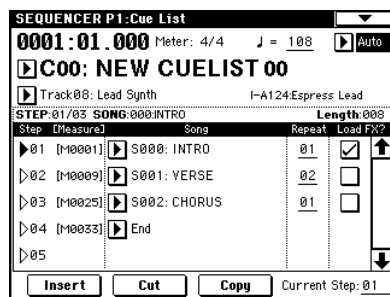 SEQUENCER P1:Cue List
0001:01.000 Meter: 4/4 ♩= 108 Auto
C00: NEW CUELIST 00
Track08: Lead Synth I-A124:Espress Lead
STEP:01/03 SONG:000:INTRO Length:008
Step [Measure] Song Repeat Load FX?
01 [M0001] S000: INTRO 01
02 [M0009] S001: VERSE 02
03 [M0025] S002: CHORUS 01
04 [M0033] End
05
Insert Cut Copy Current Step: 01